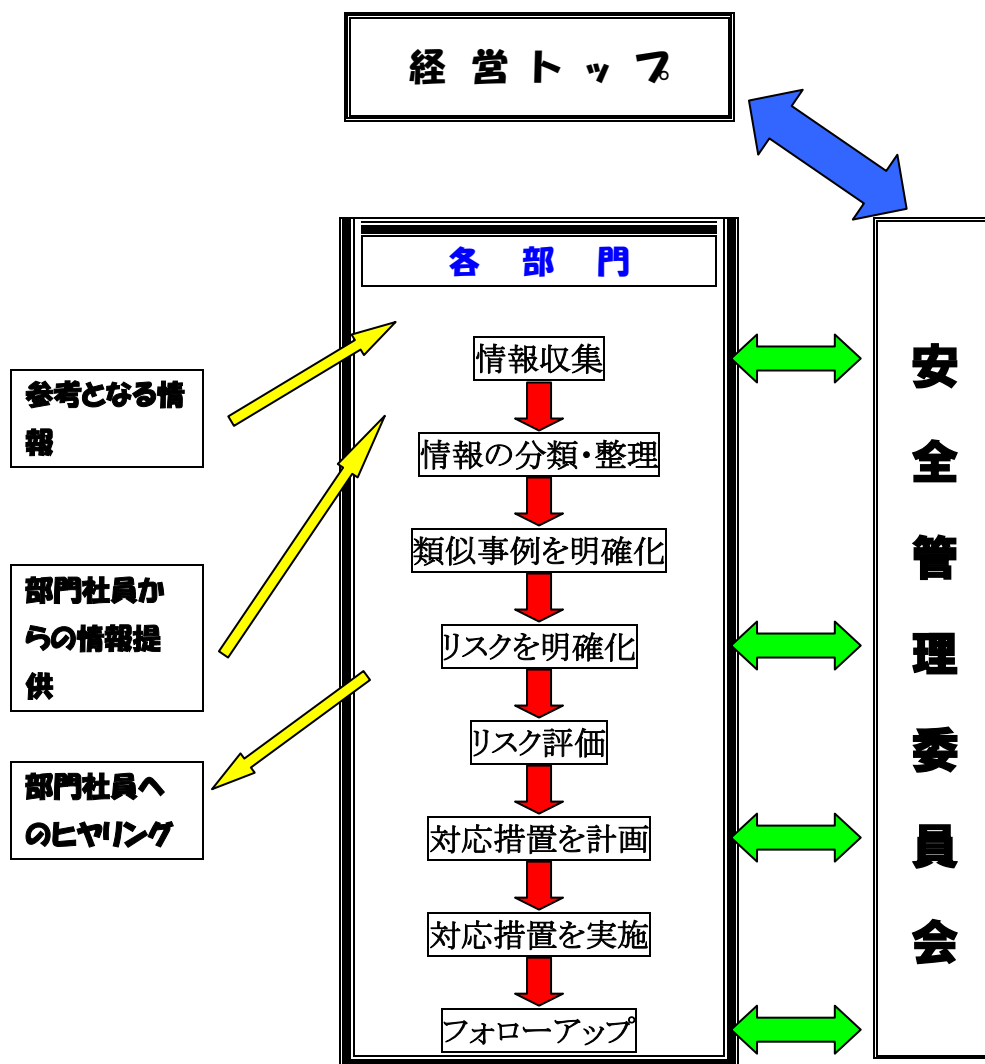 経営トップ
各部門
情報収集
情報の分類・整理
類似事例を明確化
リスクを明確化
リスク評価
対応措置を計画
対応措置を実施
フォローアップ
参考となる情
報
部門社員か
らの情報提
供
部門社員へ
のヒヤリング
安全管理委員会